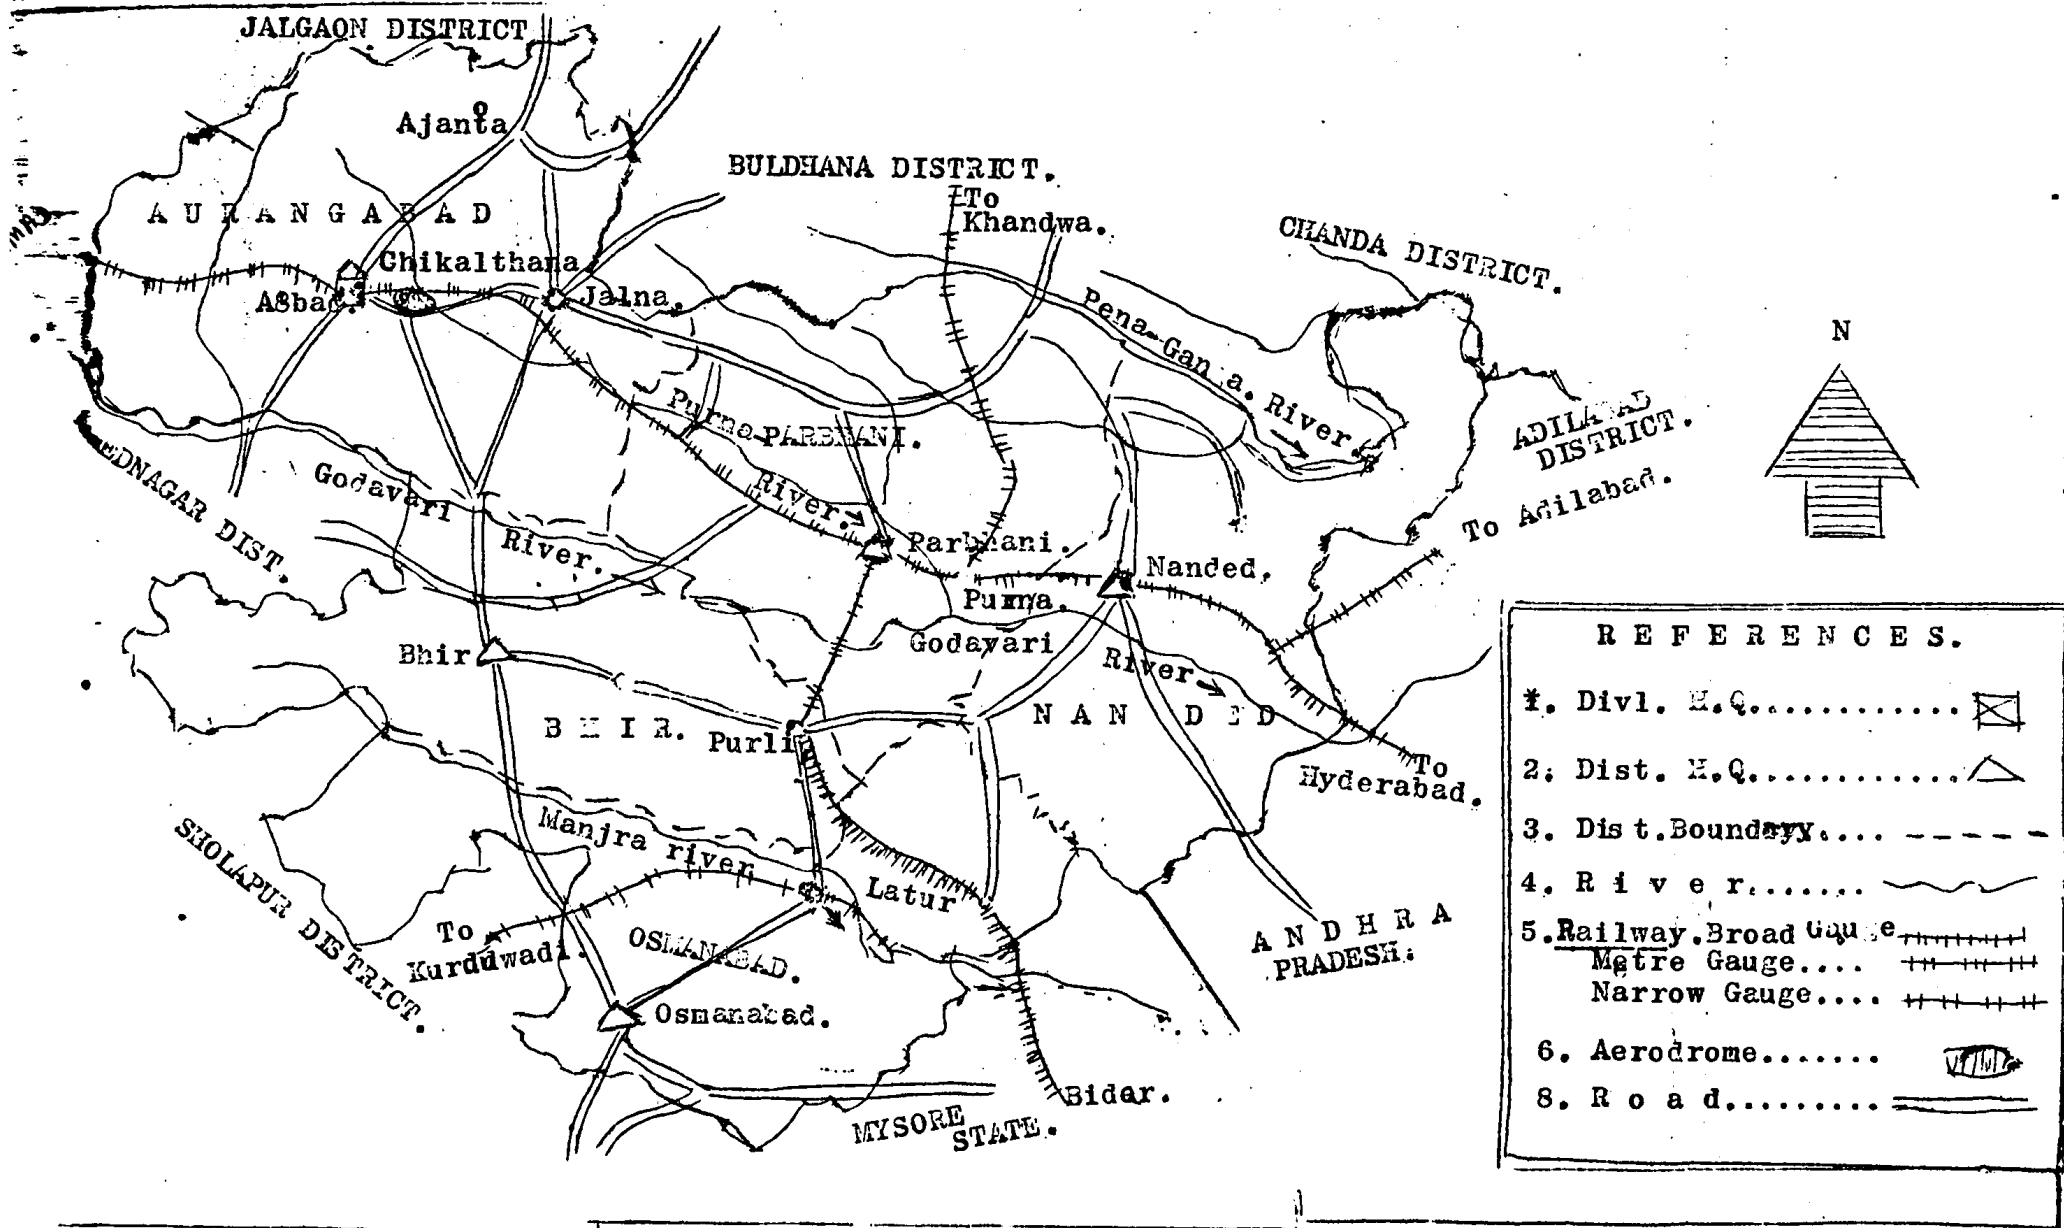 JALGAON DISTRICT
Ajanta
BULDHANA DISTRICT.
To
Khandwa.
AURANGABAD
CHANDA DISTRICT.
Chikalthana
Jalna.
Pena-Gan
a. River.
N
ADILABAD
DISTRICT.
Purna
PARBHANI.
EDNAGAR DIST.
Godavari
River.
River.
To Adilabad.
Parbhani.
Nanded.
Purna.
Godavari
River
Bhir
BHIR.
Purli
NANDED
To
Hyderabad.
Manjra river
SHOLAPUR DISTRICT.
Latur
To
Kurduwadi.
OSMANABAD.
ANDHRA
PRADESH.
Osmanabad.
Bidar.
MYSORE
STATE.
REFERENCES.
*. Divl. H.Q.............
2. Dist. H.Q.............
3. Dist.Boundary....
4. River.......
5.Railway.Broad Gauge
Metre Gauge....
Narrow Gauge....
6. Aerodrome.......
8. Road.........